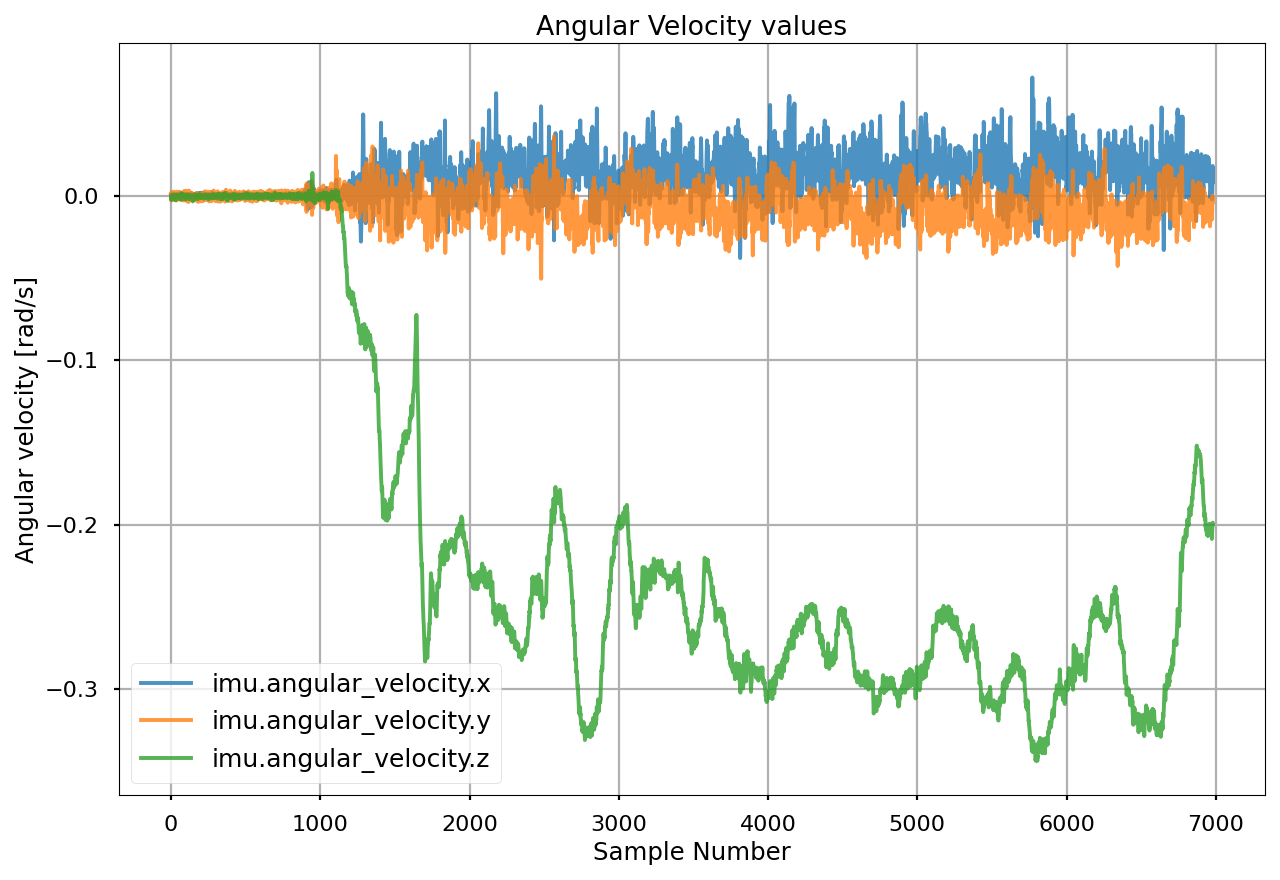 Angular Velocity values
Angular velocity [rad/s]
0.0
−0.1
−0.2
−0.3
imu.angular_velocity.x
imu.angular_velocity.y
imu.angular_velocity.z
0 1000 2000 3000 4000 5000 6000 7000
Sample Number